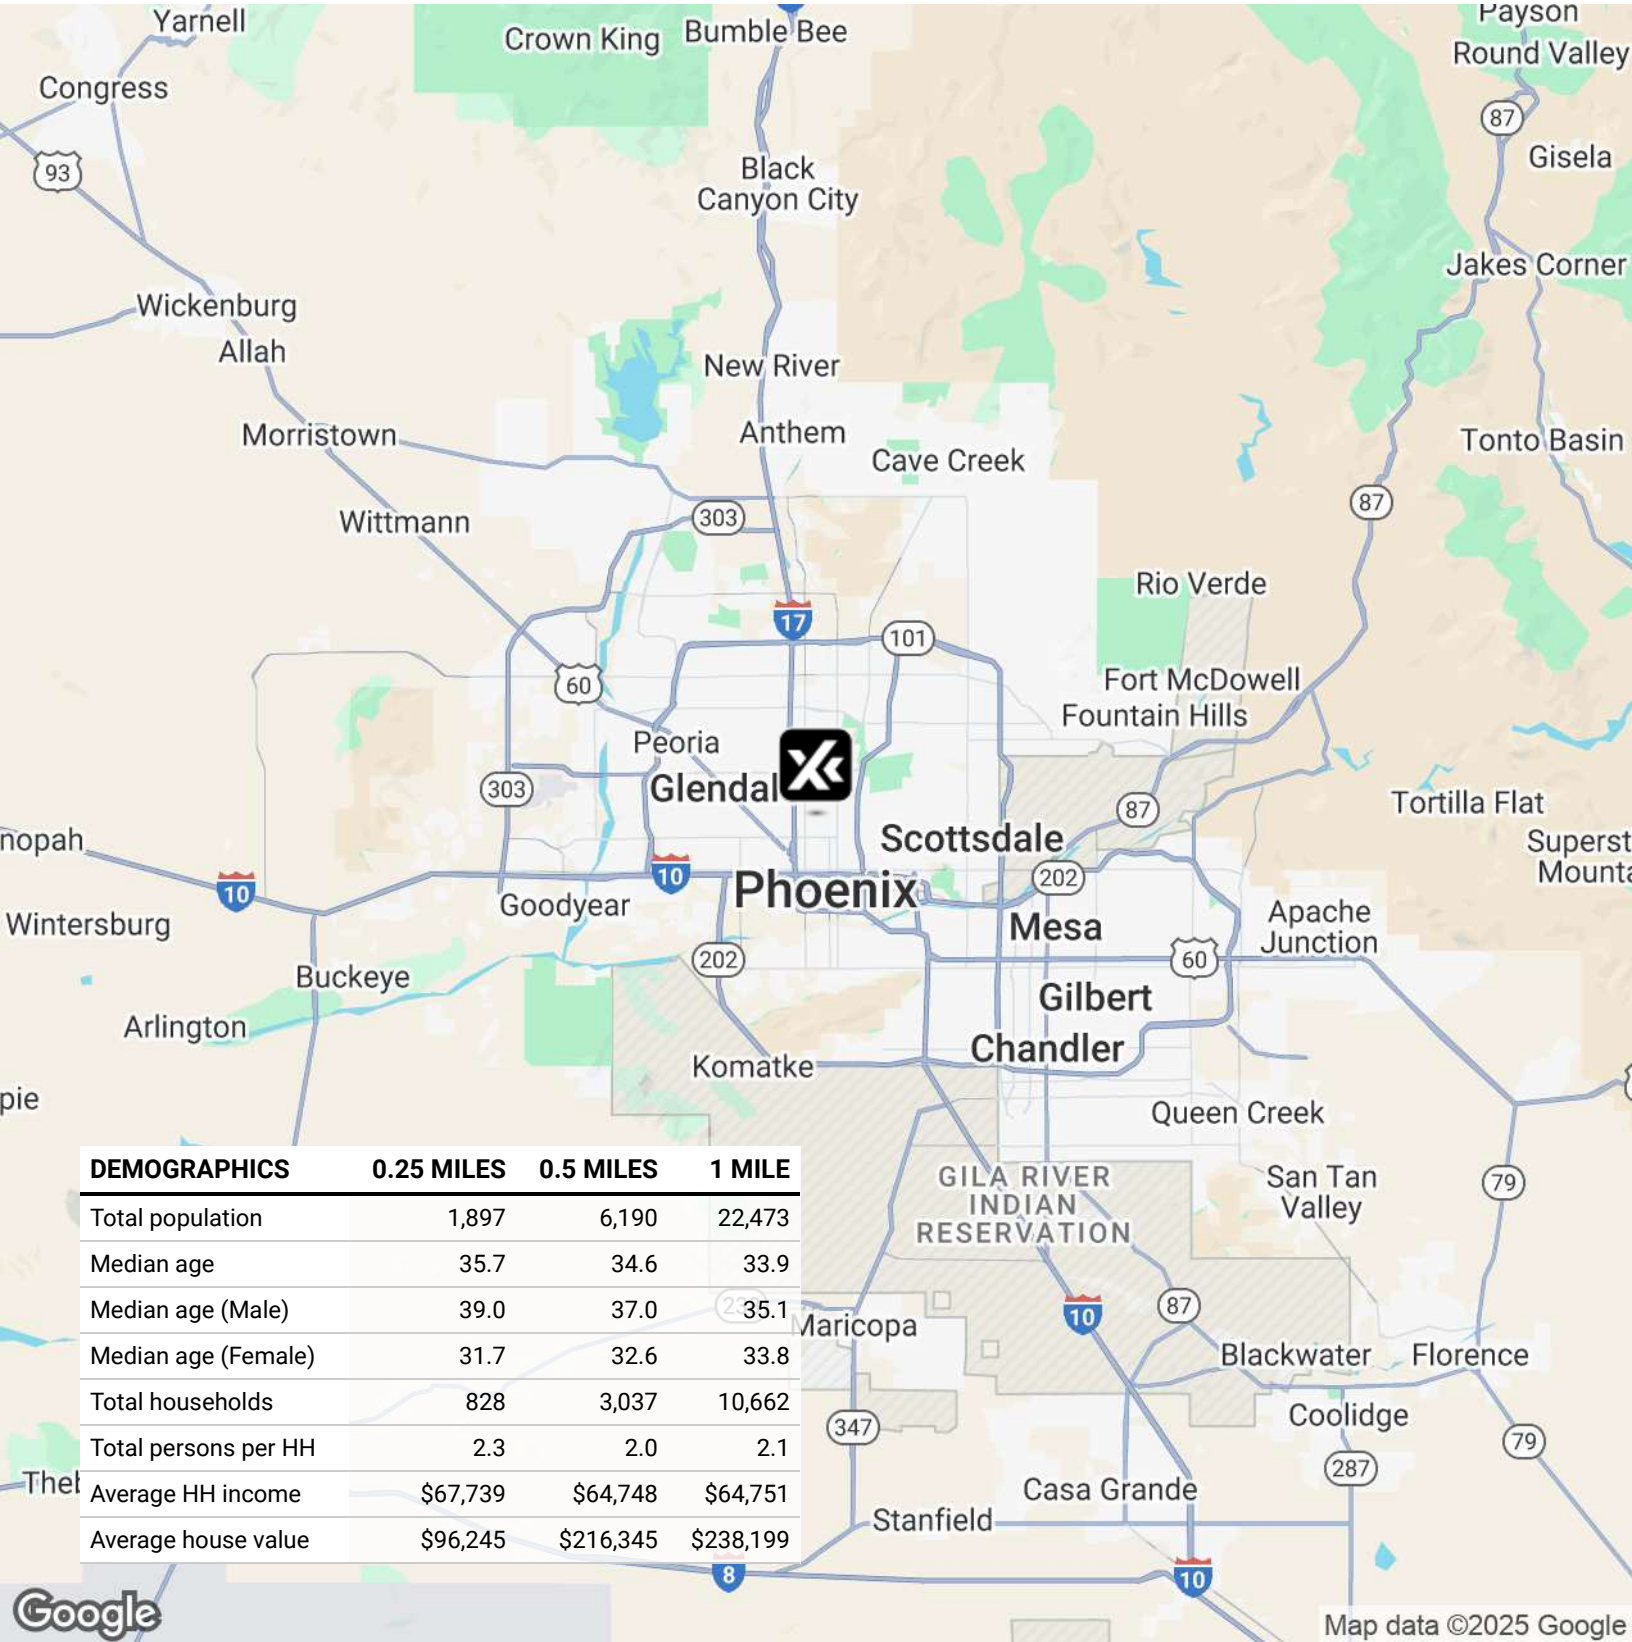 Yarnell
Crown King
Bumble Bee
Payson
Round Valley
Congress
87
93
Black
Canyon City
Gisela
Jakes Corner
Wickenburg
Allah
New River
Morristown
Anthem
Cave Creek
Tonto Basin
Wittmann
303
87
Rio Verde
17
101
60
Fort McDowell
Fountain Hills
Peoria
Glendal
303
87
Tortilla Flat
nopah
Scottsdale
Superst
Mounta
10
10
Phoenix
202
Goodyear
Wintersburg
Mesa
Apache
Junction
202
60
Buckeye
Gilbert
Arlington
Chandler
Komatke
pie
Queen Creek
GILA RIVER
INDIAN
RESERVATION
San Tan
Valley
79
DEMOGRAPHICS 0.25 MILES 0.5 MILES 1 MILE
Total population 1,897 6,190 22,473
Median age 35.7 34.6 33.9
Median age (Male) 39.0 37.0 35.1
Median age (Female) 31.7 32.6 33.8
Total households 828 3,037 10,662
Total persons per HH 2.3 2.0 2.1
Average HH income $67,739 $64,748 $64,751
Average house value $96,245 $216,345 $238,199
Maricopa
10
87
Blackwater
Florence
Coolidge
347
79
287
Theb
Casa Grande
Stanfield
8
10
Google
Map data ©2025 Google